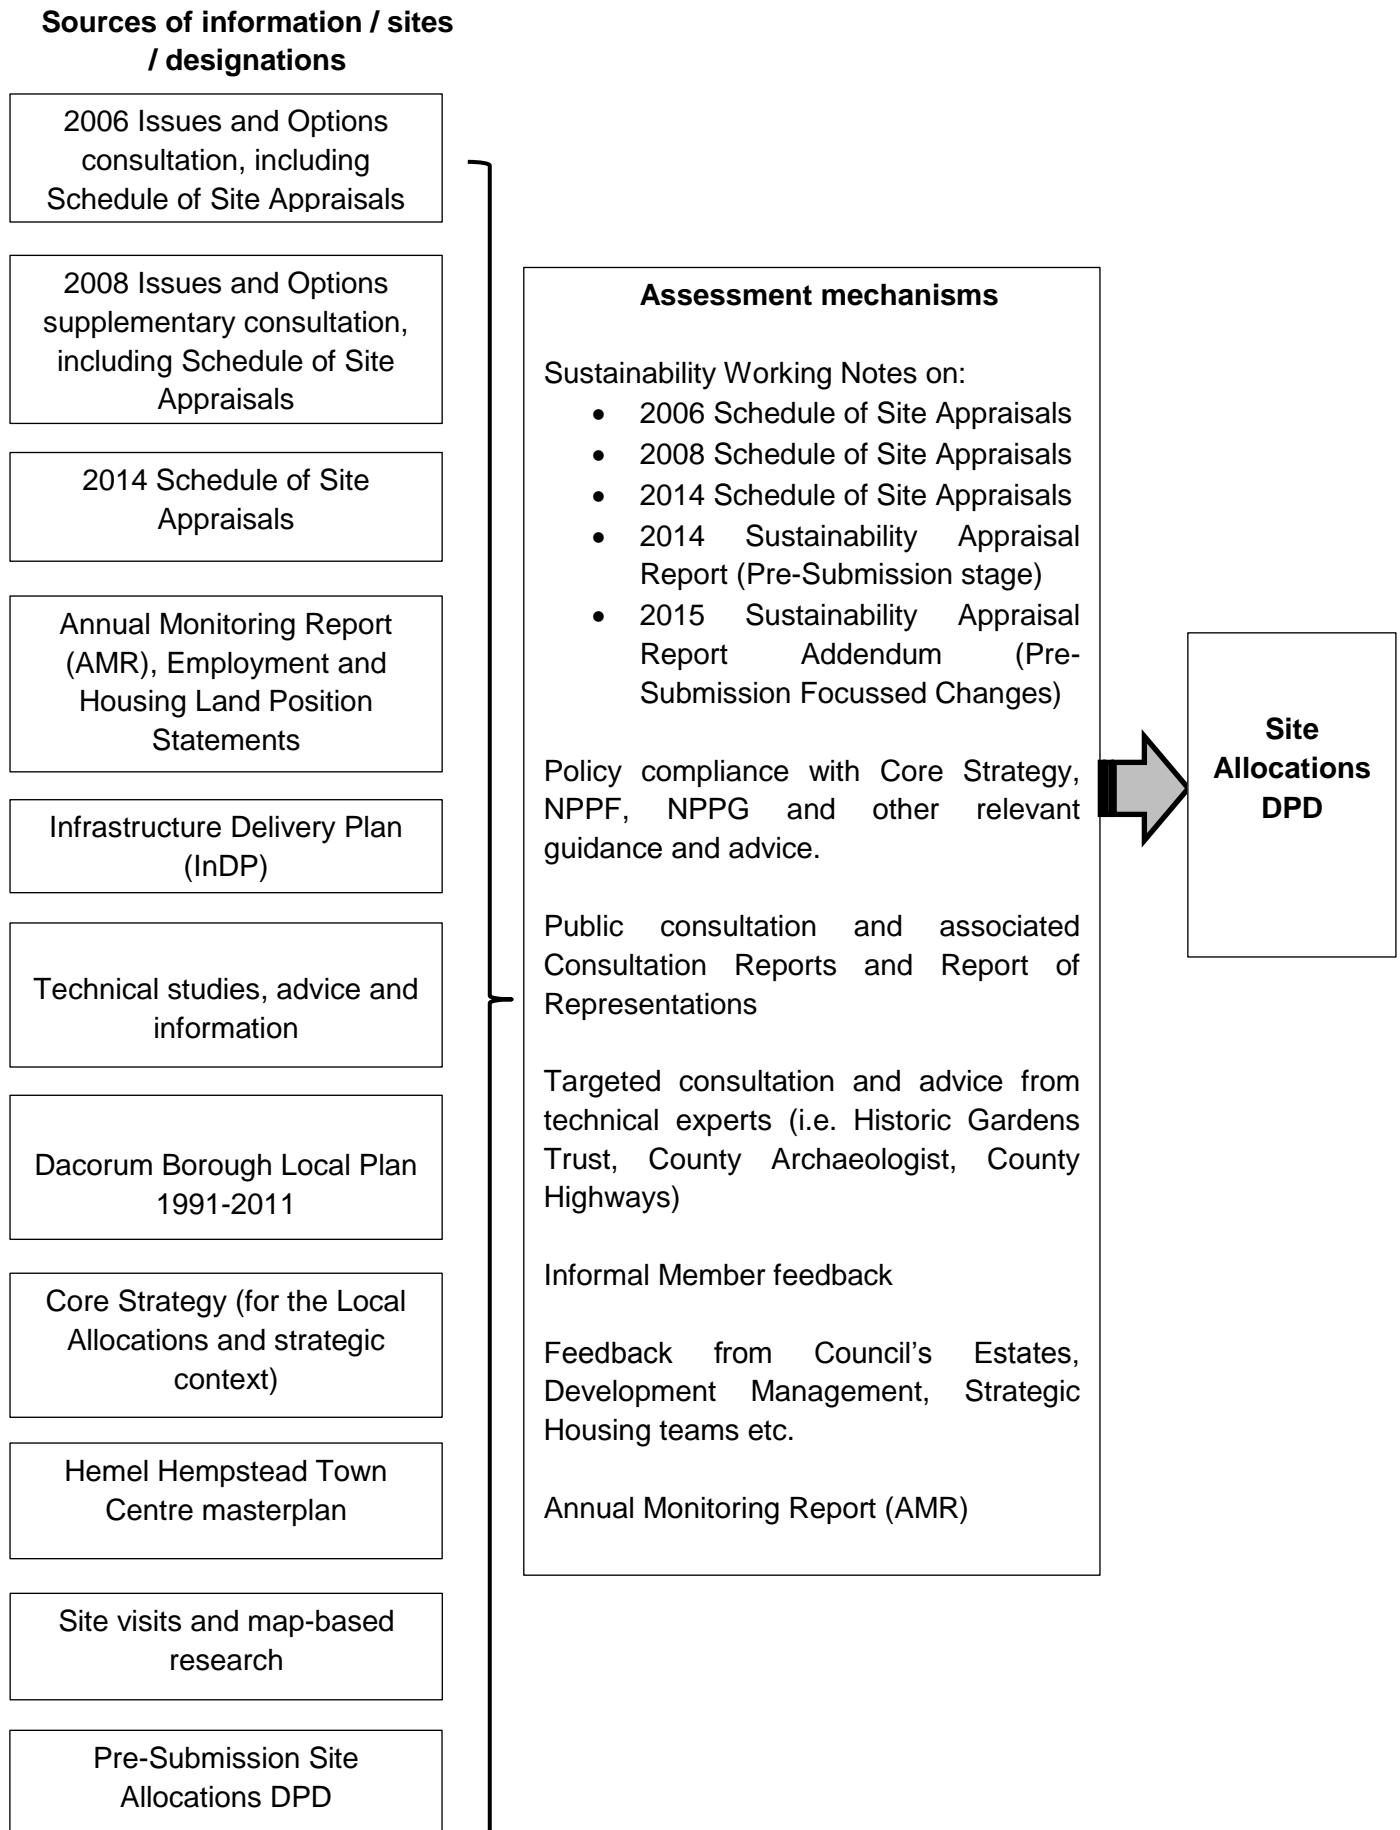 Sources of information / sites
/ designations
2006 Issues and Options
consultation, including
Schedule of Site Appraisals
2008 Issues and Options
supplementary consultation,
including Schedule of Site
Appraisals
2014 Schedule of Site
Appraisals
Annual Monitoring Report
(AMR), Employment and
Housing Land Position
Statements
Infrastructure Delivery Plan
(InDP)
Technical studies, advice and
information
Dacorum Borough Local Plan
1991-2011
Core Strategy (for the Local
Allocations and strategic
context)
Hemel Hempstead Town
Centre masterplan
Site visits and map-based
research
Pre-Submission Site
Allocations DPD
Assessment mechanisms
Sustainability Working Notes on:
• 2006 Schedule of Site Appraisals
• 2008 Schedule of Site Appraisals
• 2014 Schedule of Site Appraisals
• 2014 Sustainability Appraisal
Report (Pre-Submission stage)
• 2015 Sustainability Appraisal
Report Addendum (Pre-
Submission Focussed Changes)
Policy compliance with Core Strategy,
NPPF, NPPG and other relevant
guidance and advice.
Public consultation and associated
Consultation Reports and Report of
Representations
Targeted consultation and advice from
technical experts (i.e. Historic Gardens
Trust, County Archaeologist, County
Highways)
Informal Member feedback
Feedback from Council’s Estates,
Development Management, Strategic
Housing teams etc.
Annual Monitoring Report (AMR)
Site
Allocations
DPD